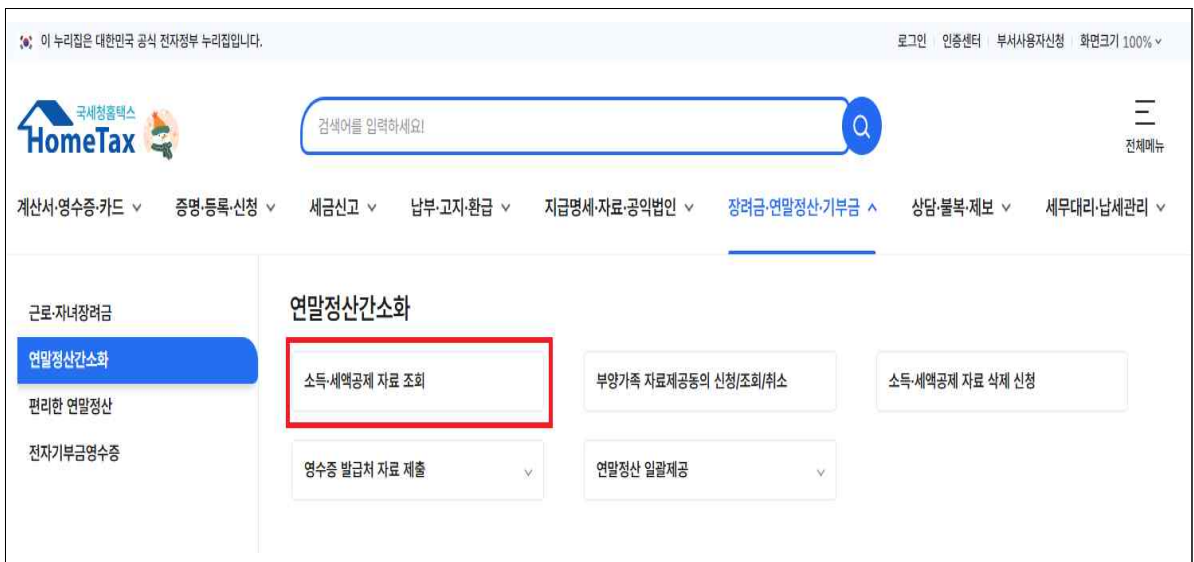 이 누리집은 대한민국 공식 전자정부 누리집입니다.
로그인 인증센터 부서사용자신청 화면크기 100%
국세청홈택스
HomeTax
검색어를 입력하세요!
전체메뉴
계산서·영수증·카드 증명·등록·신청 세금신고 납부·고지·환급 지급명세·자료·공익법인 장려금·연말정산·기부금 상담·불복·제보 세무대리·납세관리
근로·자녀장려금
연말정산간소화
편리한 연말정산
전자기부금영수증
연말정산간소화
소득·세액공제 자료 조회 부양가족 자료제공동의 신청/조회/취소 소득·세액공제 자료 삭제 신청
영수증 발급처 자료 제출 연말정산 일괄제공